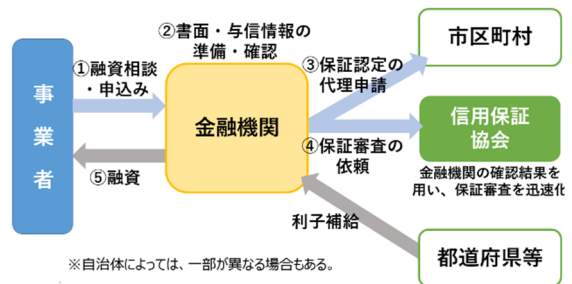 ②書面・与信情報の
準備・確認
市区町村
①融資相談
・申込み
③保証認定の
代理申請
事
業
者
金融機関
信用保証
協会
④保証審査の
依頼
⑤融資
金融機関の確認結果を
用い、保証審査を迅速化
利子補給
都道府県等
※自治体によっては、一部が異なる場合もある。